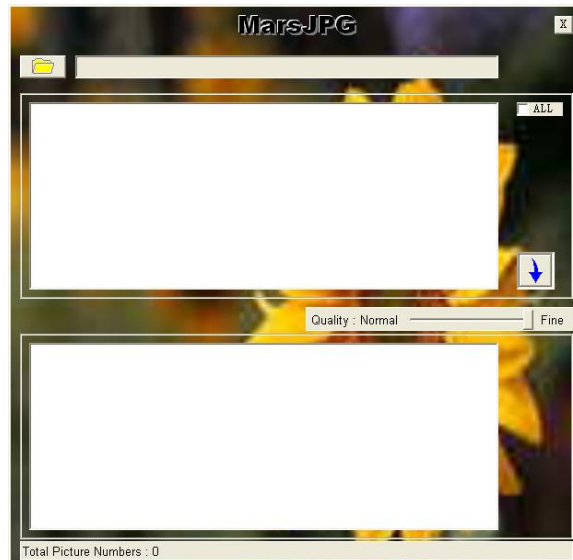 MarsJPG
X
ALL
Quality : Normal Fine
Total Picture Numbers : 0